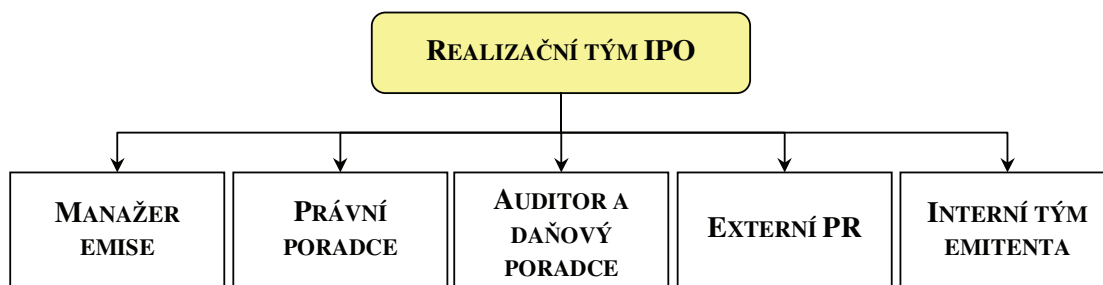 REALIZAČNÍ TÝM IPO
MANAŽER
EMISE
PRÁVNÍ
PORADCE
AUDITOR A
DAŇOVÝ
PORADCE
EXTERNÍ PR
INTERNÍ TÝM
EMITENTA